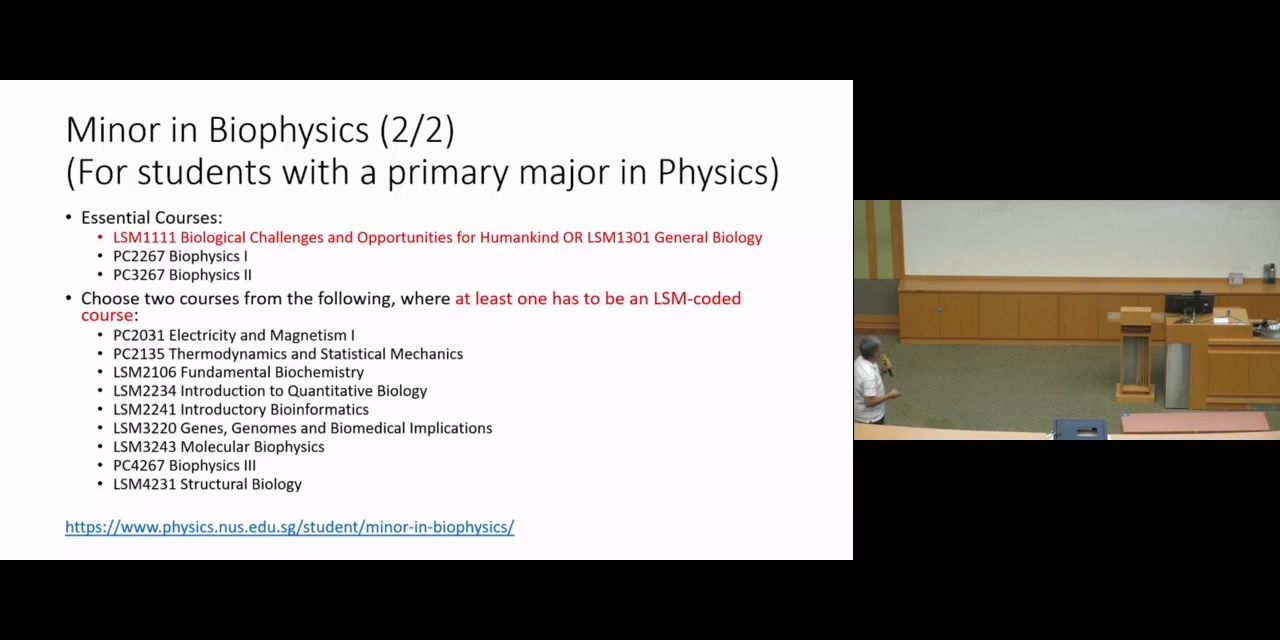 Minor in Biophysics (2/2)
(For students with a primary major in Physics)
• Essential Courses:
• LSM1111 Biological Challenges and Opportunities for Humankind OR LSM1301 General Biology
• PC2267 Biophysics I
• PC3267 Biophysics II
• Choose two courses from the following, where at least one has to be an LSM-coded
course:
• PC2031 Electricity and Magnetism I
• PC2135 Thermodynamics and Statistical Mechanics
• LSM2106 Fundamental Biochemistry
• LSM2234 Introduction to Quantitative Biology
• LSM2241 Introductory Bioinformatics
• LSM3220 Genes, Genomes and Biomedical Implications
• LSM3243 Molecular Biophysics
• PC4267 Biophysics III
• LSM4231 Structural Biology
https://www.physics.nus.edu.sg/student/minor-in-biophysics/